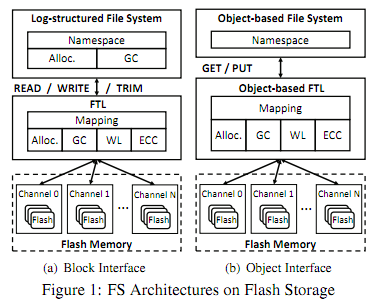 Log-structured File System
Namespace
Alloc. GC
READ / WRITE / TRIM
FTL
Mapping
Alloc. GC WL ECC
Channel 0 Channel 1 ... Channel N
Flash Flash Flash
Flash Memory
(a) Block Interface
Object-based File System
Namespace
GET / PUT
Object-based FTL
Mapping
Alloc. GC WL ECC
Channel 0 Channel 1 ... Channel N
Flash Flash Flash
Flash Memory
(b) Object Interface
Figure 1: FS Architectures on Flash Storage